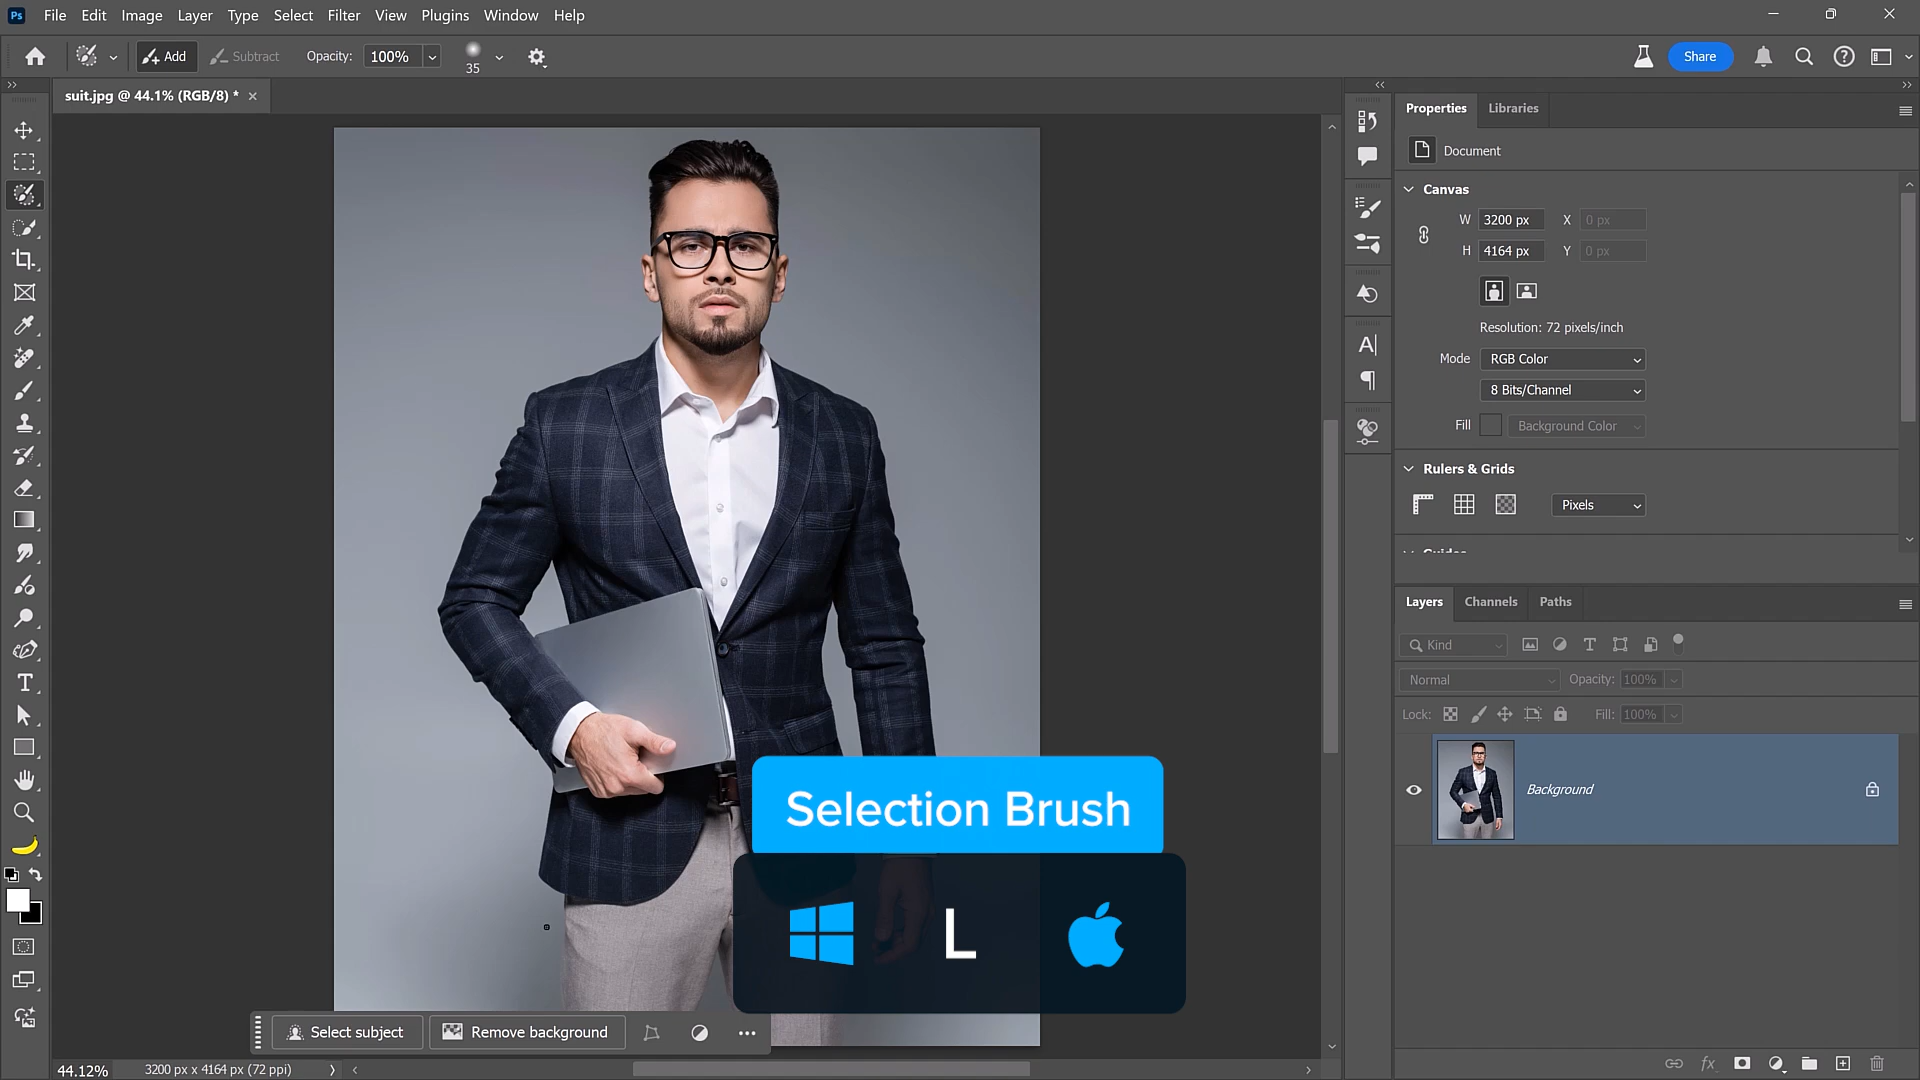 Ps File Edit Image Layer Type Select Filter View Plugins Window Help
Add Subtract Opacity: 100% 35 Share
suit.jpg @ 44.1% (RGB/8) *
Properties Libraries
Document
Canvas
W 3200 px X 0 px
H 4164 px Y 0 px
Resolution: 72 pixels/inch
Mode RGB Color
8 Bits/Channel
Fill Background Color
Rulers & Grids
Pixels
Guides
Layers Channels Paths
Kind
Normal Opacity: 100%
Lock: Fill: 100%
Background
Selection Brush
L
Select subject Remove background
44.12% 3200 px x 4164 px (72 ppi)